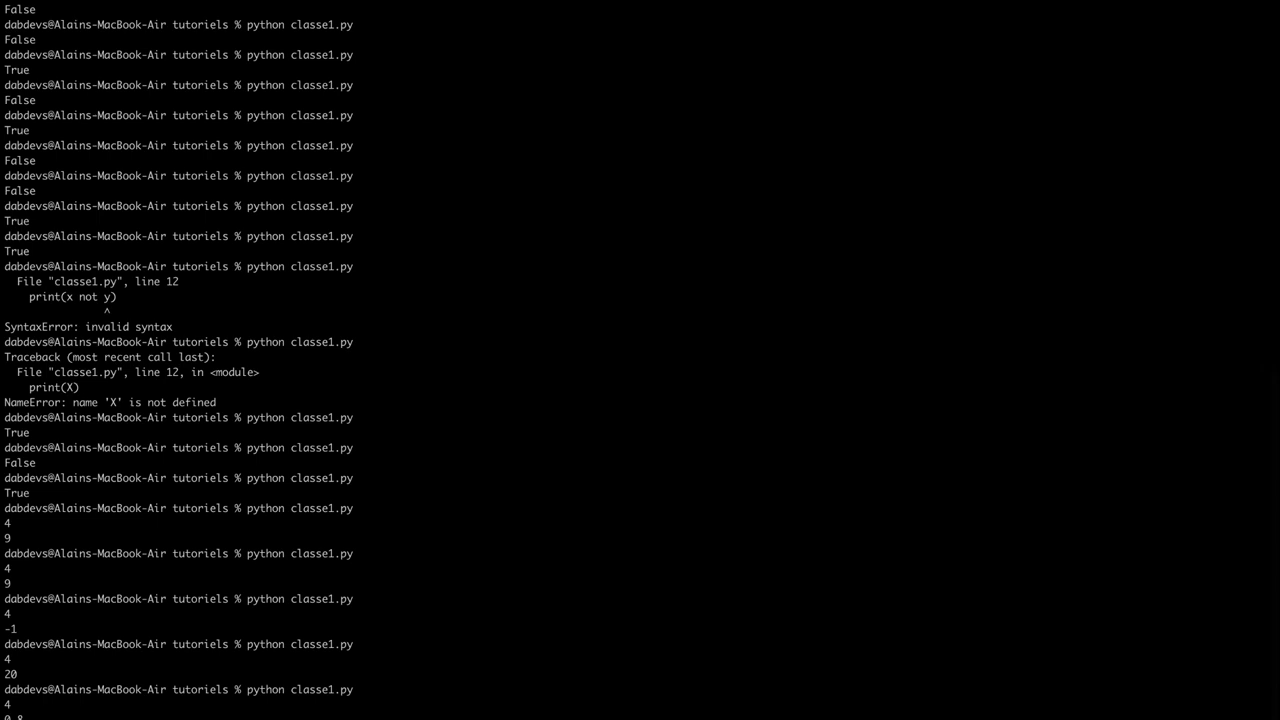 False
dabdevs@Alains-MacBook-Air tutoriels % python classe1.py
False
dabdevs@Alains-MacBook-Air tutoriels % python classe1.py
True
dabdevs@Alains-MacBook-Air tutoriels % python classe1.py
False
dabdevs@Alains-MacBook-Air tutoriels % python classe1.py
True
dabdevs@Alains-MacBook-Air tutoriels % python classe1.py
False
dabdevs@Alains-MacBook-Air tutoriels % python classe1.py
False
dabdevs@Alains-MacBook-Air tutoriels % python classe1.py
True
dabdevs@Alains-MacBook-Air tutoriels % python classe1.py
True
dabdevs@Alains-MacBook-Air tutoriels % python classe1.py
  File "classe1.py", line 12
    print(x not y)
                 ^
SyntaxError: invalid syntax
dabdevs@Alains-MacBook-Air tutoriels % python classe1.py
Traceback (most recent call last):
  File "classe1.py", line 12, in <module>
    print(X)
NameError: name 'X' is not defined
dabdevs@Alains-MacBook-Air tutoriels % python classe1.py
True
dabdevs@Alains-MacBook-Air tutoriels % python classe1.py
False
dabdevs@Alains-MacBook-Air tutoriels % python classe1.py
True
dabdevs@Alains-MacBook-Air tutoriels % python classe1.py
4
9
dabdevs@Alains-MacBook-Air tutoriels % python classe1.py
4
9
dabdevs@Alains-MacBook-Air tutoriels % python classe1.py
4
-1
dabdevs@Alains-MacBook-Air tutoriels % python classe1.py
4
20
dabdevs@Alains-MacBook-Air tutoriels % python classe1.py
4
0.8